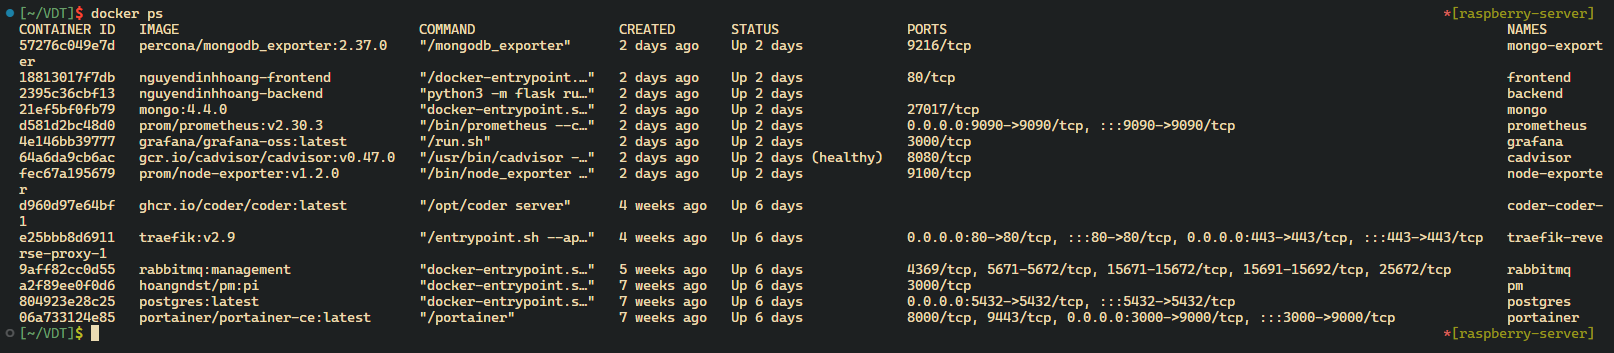 [~/VDT]$ docker ps *[raspberry-server]
CONTAINER ID IMAGE COMMAND CREATED STATUS PORTS NAMES
57276c049e7d percona/mongodb_exporter:2.37.0 "/mongodb_exporter" 2 days ago Up 2 days 9216/tcp mongo-export
er
18813017f7db nguyendinhhoang-frontend "/docker-entrypoint.…" 2 days ago Up 2 days 80/tcp frontend
2395c36cbf13 nguyendinhhoang-backend "python3 -m flask ru…" 2 days ago Up 2 days backend
21ef5bf0fb79 mongo:4.4.0 "docker-entrypoint.s…" 2 days ago Up 2 days 27017/tcp mongo
d581d2bc48d0 prom/prometheus:v2.30.3 "/bin/prometheus --c…" 2 days ago Up 2 days 0.0.0.0:9090->9090/tcp, :::9090->9090/tcp prometheus
4e146bb39777 grafana/grafana-oss:latest "/run.sh" 2 days ago Up 2 days 3000/tcp grafana
64a6da9cb6ac gcr.io/cadvisor/cadvisor:v0.47.0 "/usr/bin/cadvisor -…" 2 days ago Up 2 days (healthy) 8080/tcp cadvisor
fec67a195679 prom/node-exporter:v1.2.0 "/bin/node_exporter …" 2 days ago Up 2 days 9100/tcp node-exporte
r
d960d97e64bf ghcr.io/coder/coder:latest "/opt/coder server" 4 weeks ago Up 6 days coder-coder-
1
e25bbb8d6911 traefik:v2.9 "/entrypoint.sh --ap…" 4 weeks ago Up 6 days 0.0.0.0:80->80/tcp, :::80->80/tcp, 0.0.0.0:443->443/tcp, :::443->443/tcp traefik-reve
rse-proxy-1
9aff82cc0d55 rabbitmq:management "docker-entrypoint.s…" 5 weeks ago Up 6 days 4369/tcp, 5671-5672/tcp, 15671-15672/tcp, 15691-15692/tcp, 25672/tcp rabbitmq
a2f89ee0f0d6 hoangndst/pm:pi "docker-entrypoint.s…" 7 weeks ago Up 6 days 3000/tcp pm
804923e28c25 postgres:latest "docker-entrypoint.s…" 7 weeks ago Up 6 days 0.0.0.0:5432->5432/tcp, :::5432->5432/tcp postgres
06a733124e85 portainer/portainer-ce:latest "/portainer" 7 weeks ago Up 6 days 8000/tcp, 9443/tcp, 0.0.0.0:3000->9000/tcp, :::3000->9000/tcp portainer
[~/VDT]$ *[raspberry-server]